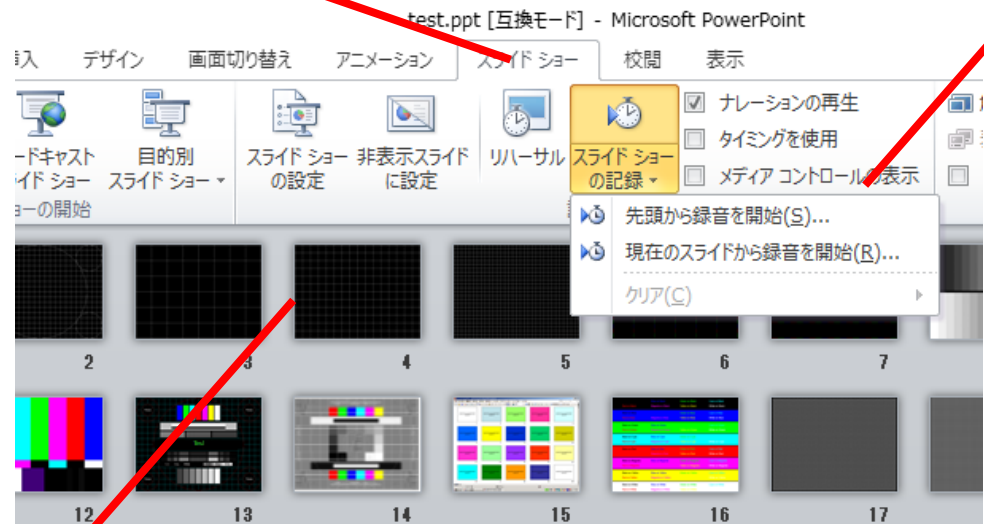 test.ppt [互換モード] - Microsoft PowerPoint
入 デザイン 画面切り替え アニメーション スライド ショー 校閲 表示
ードキャスト
イド ショー
目的別
スライド ショー
スライド ショー
の設定
非表示スライド
に設定
リハーサル
スライド ショー
の記録
ナレーションの再生
タイミングを使用
メディア コントロールの表示
ョーの開始
先頭から録音を開始(S)...
現在のスライドから録音を開始(R)...
クリア(C)
2 3 4 5 6 7
12 13 14 15 16 17